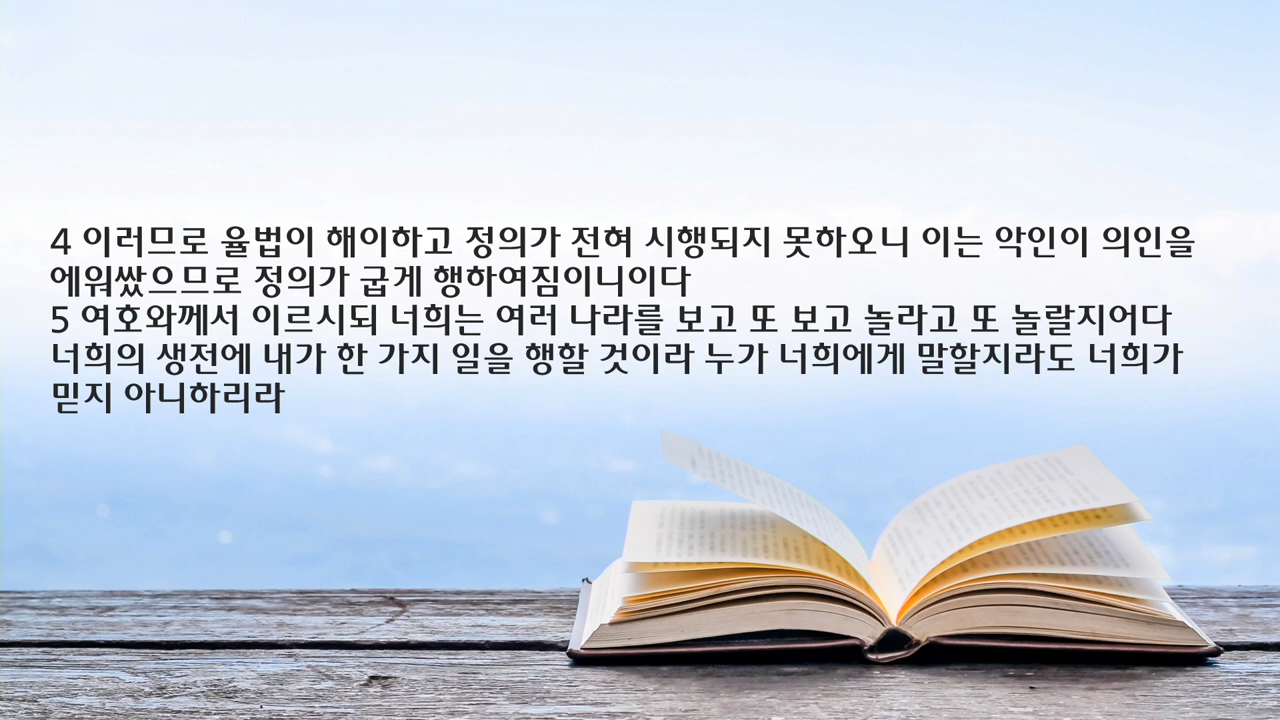 4 이러므로 율법이 해이하고 정의가 전혀 시행되지 못하오니 이는 악인이 의인을
에워쌌으므로 정의가 굽게 행하여짐이니이다
5 여호와께서 이르시되 너희는 여러 나라를 보고 또 보고 놀라고 또 놀랄지어다
너희의 생전에 내가 한 가지 일을 행할 것이라 누가 너희에게 말할지라도 너희가
믿지 아니하리라